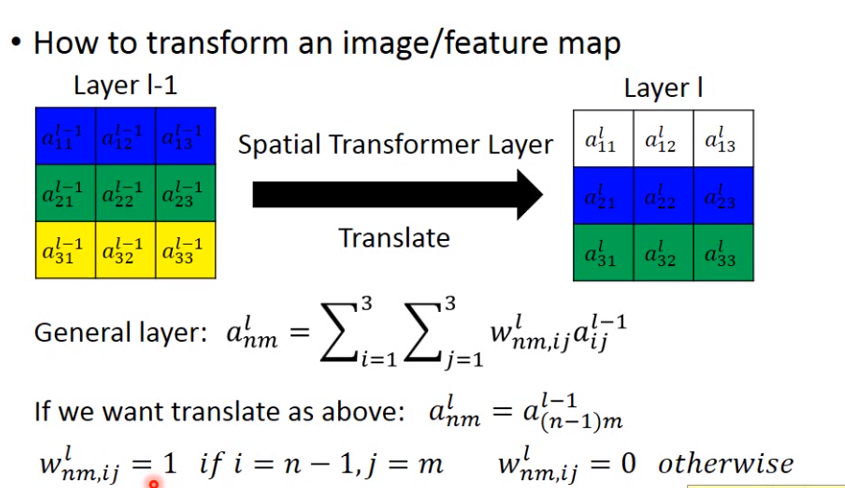 • How to transform an image/feature map
Layer l-1
Layer l
a_{11}^{l-1} a_{12}^{l-1} a_{13}^{l-1}
a_{21}^{l-1} a_{22}^{l-1} a_{23}^{l-1}
a_{31}^{l-1} a_{32}^{l-1} a_{33}^{l-1}
Spatial Transformer Layer
Translate
a_{11}^{l} a_{12}^{l} a_{13}^{l}
a_{21}^{l} a_{22}^{l} a_{23}^{l}
a_{31}^{l} a_{32}^{l} a_{33}^{l}
General layer: a_{nm}^{l} = ∑_{i=1}^{3} ∑_{j=1}^{3} w_{nm,ij}^{l} a_{ij}^{l-1}
If we want translate as above: a_{nm}^{l} = a_{(n-1)m}^{l-1}
w_{nm,ij}^{l} = 1 if i = n − 1, j = m w_{nm,ij}^{l} = 0 otherwise